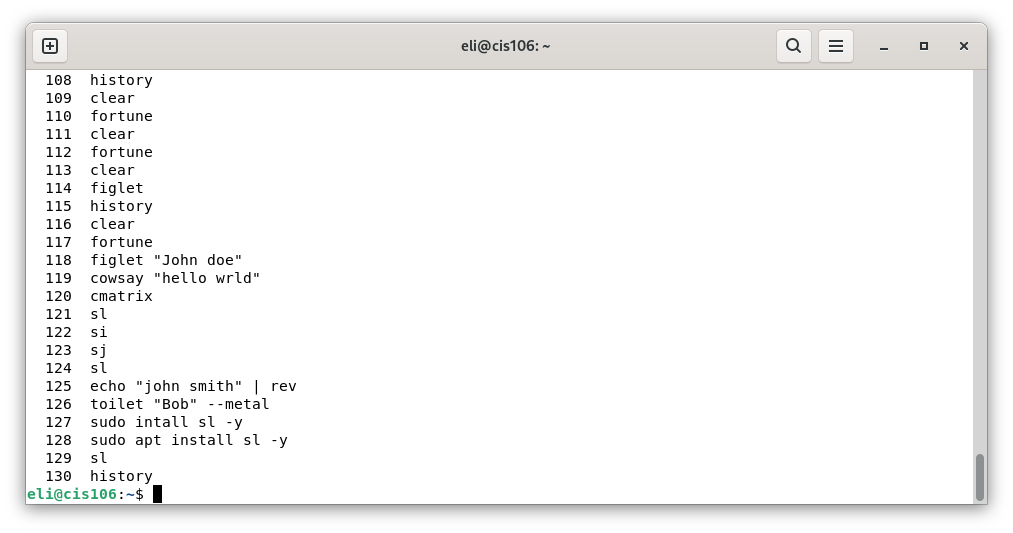 eli@cis106: ~
108 history
109 clear
110 fortune
111 clear
112 fortune
113 clear
114 figlet
115 history
116 clear
117 fortune
118 figlet "John doe"
119 cowsay "hello wrld"
120 cmatrix
121 sl
122 si
123 sj
124 sl
125 echo "john smith" | rev
126 toilet "Bob" --metal
127 sudo intall sl -y
128 sudo apt install sl -y
129 sl
130 history
eli@cis106:~$